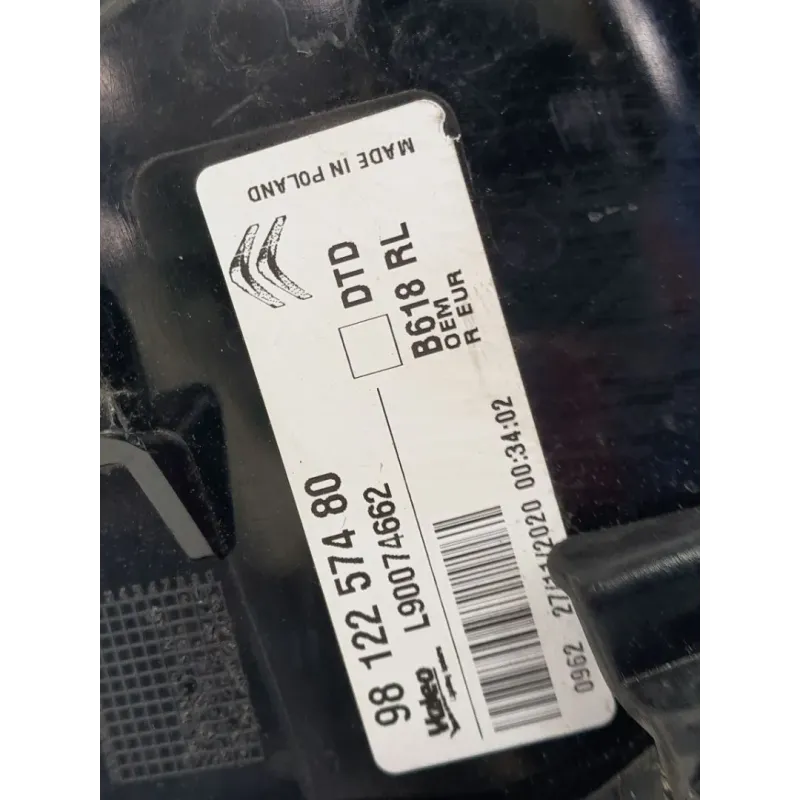 MADE IN POLAND
DTD
B618 RL
OEM
R EUR
98 122 574 80
L90074662
Valeo
0962 27/11/2020 00:34:02